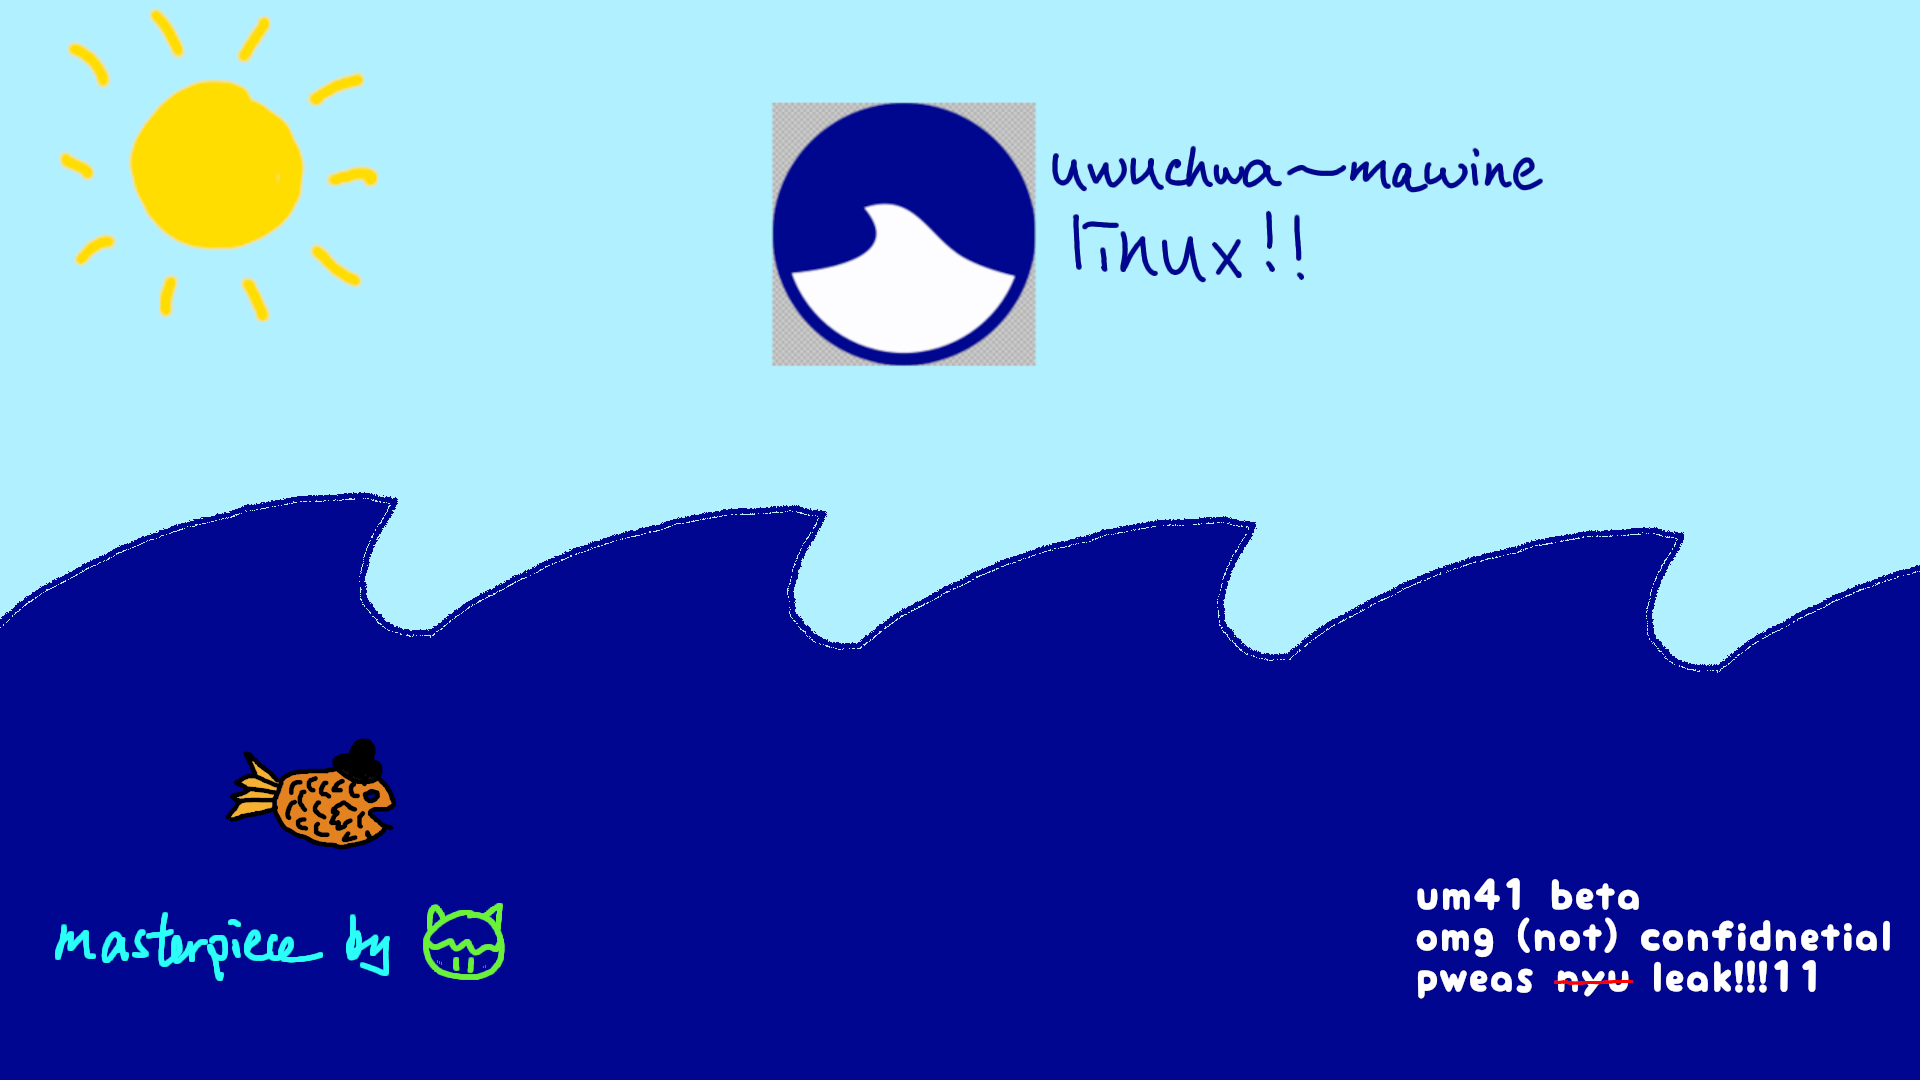 uwuchwa~mawine
linux!!
masterpiece by
um41 beta
omg (not) confidnetial
pweas nyu leak!!!11